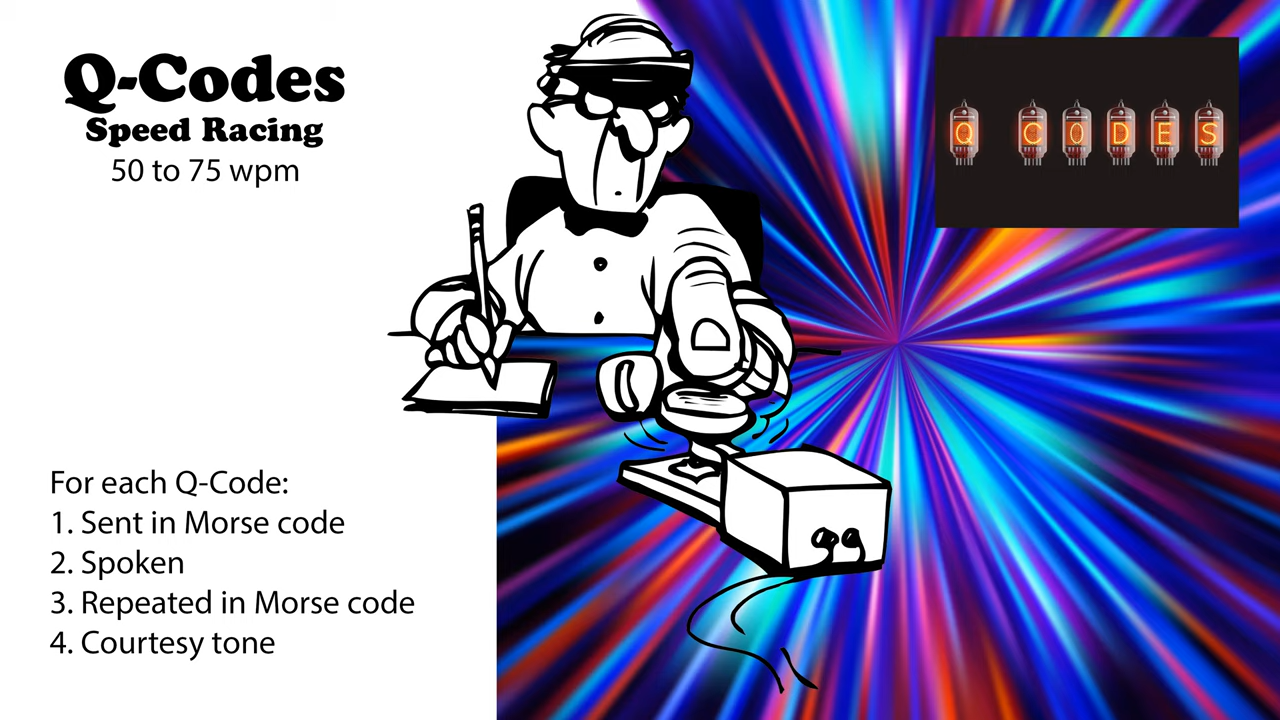 Q-Codes
Speed Racing
50 to 75 wpm
Q CODES
For each Q-Code:
1. Sent in Morse code
2. Spoken
3. Repeated in Morse code
4. Courtesy tone